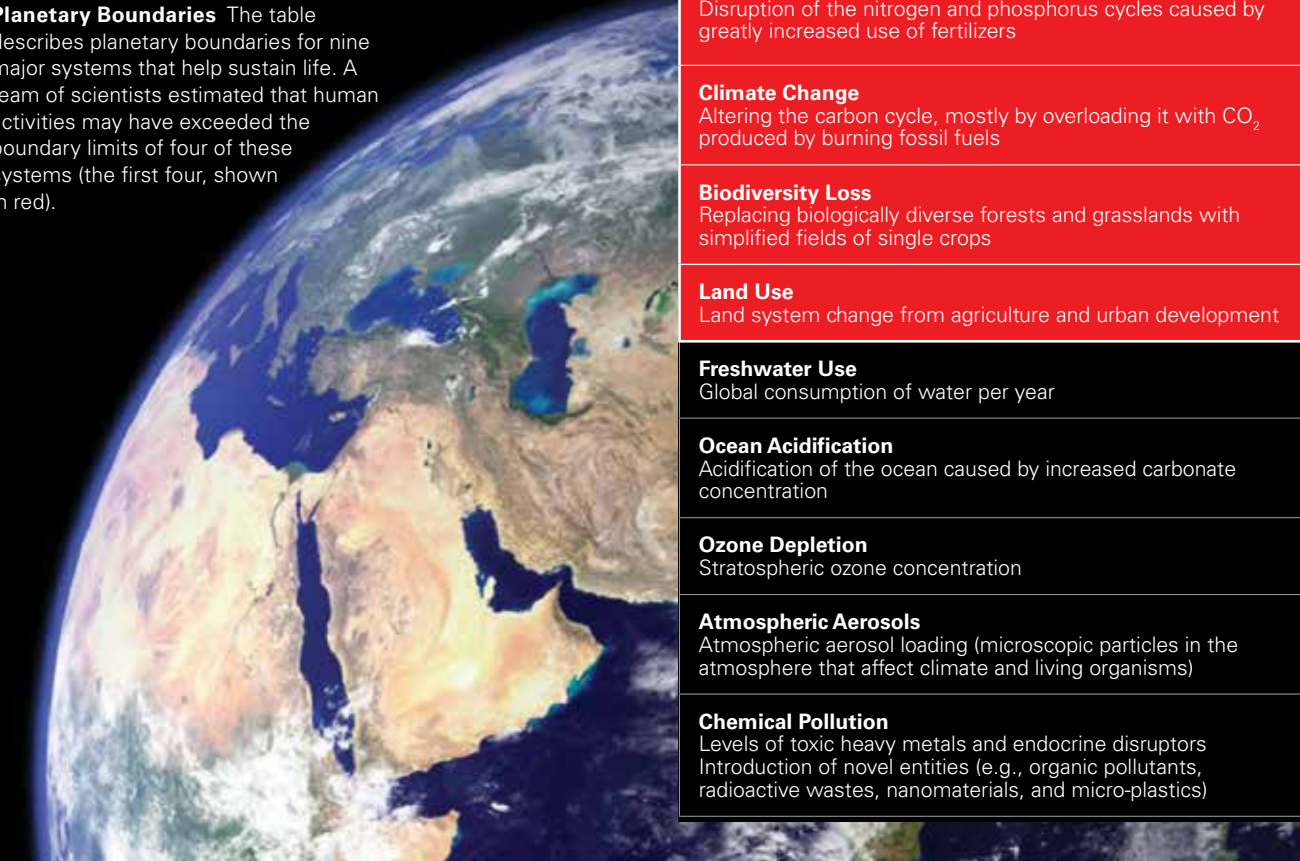 Planetary Boundaries The table
describes planetary boundaries for nine
major systems that help sustain life. A
team of scientists estimated that human
activities may have exceeded the
boundary limits of four of these
systems (the first four, shown
in red).
Disruption of the nitrogen and phosphorus cycles caused by
greatly increased use of fertilizers
Climate Change
Altering the carbon cycle, mostly by overloading it with CO₂
produced by burning fossil fuels
Biodiversity Loss
Replacing biologically diverse forests and grasslands with
simplified fields of single crops
Land Use
Land system change from agriculture and urban development
Freshwater Use
Global consumption of water per year
Ocean Acidification
Acidification of the ocean caused by increased carbonate
concentration
Ozone Depletion
Stratospheric ozone concentration
Atmospheric Aerosols
Atmospheric aerosol loading (microscopic particles in the
atmosphere that affect climate and living organisms)
Chemical Pollution
Levels of toxic heavy metals and endocrine disruptors
Introduction of novel entities (e.g., organic pollutants,
radioactive wastes, nanomaterials, and micro-plastics)